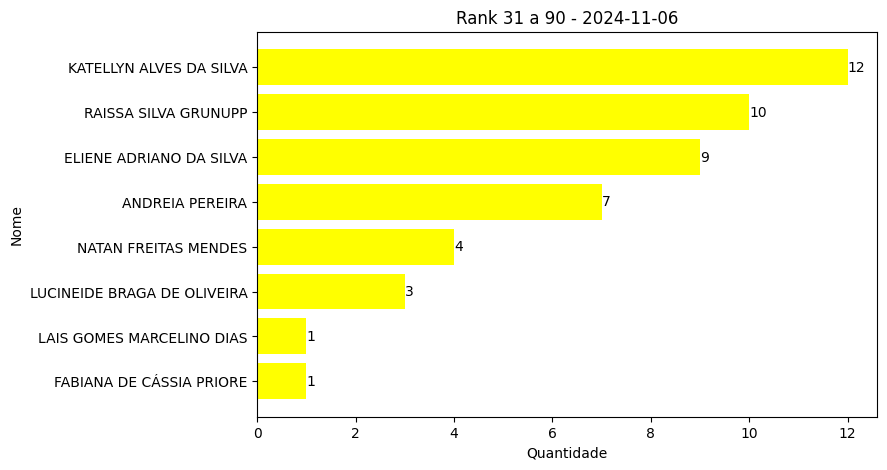 Rank 31 a 90 - 2024-11-06
KATELLYN ALVES DA SILVA 12
RAISSA SILVA GRUNUPP 10
ELIENE ADRIANO DA SILVA 9
ANDREIA PEREIRA 7
NATAN FREITAS MENDES 4
LUCINEIDE BRAGA DE OLIVEIRA 3
LAIS GOMES MARCELINO DIAS 1
FABIANA DE CÁSSIA PRIORE 1
Nome
0 2 4 6 8 10 12
Quantidade